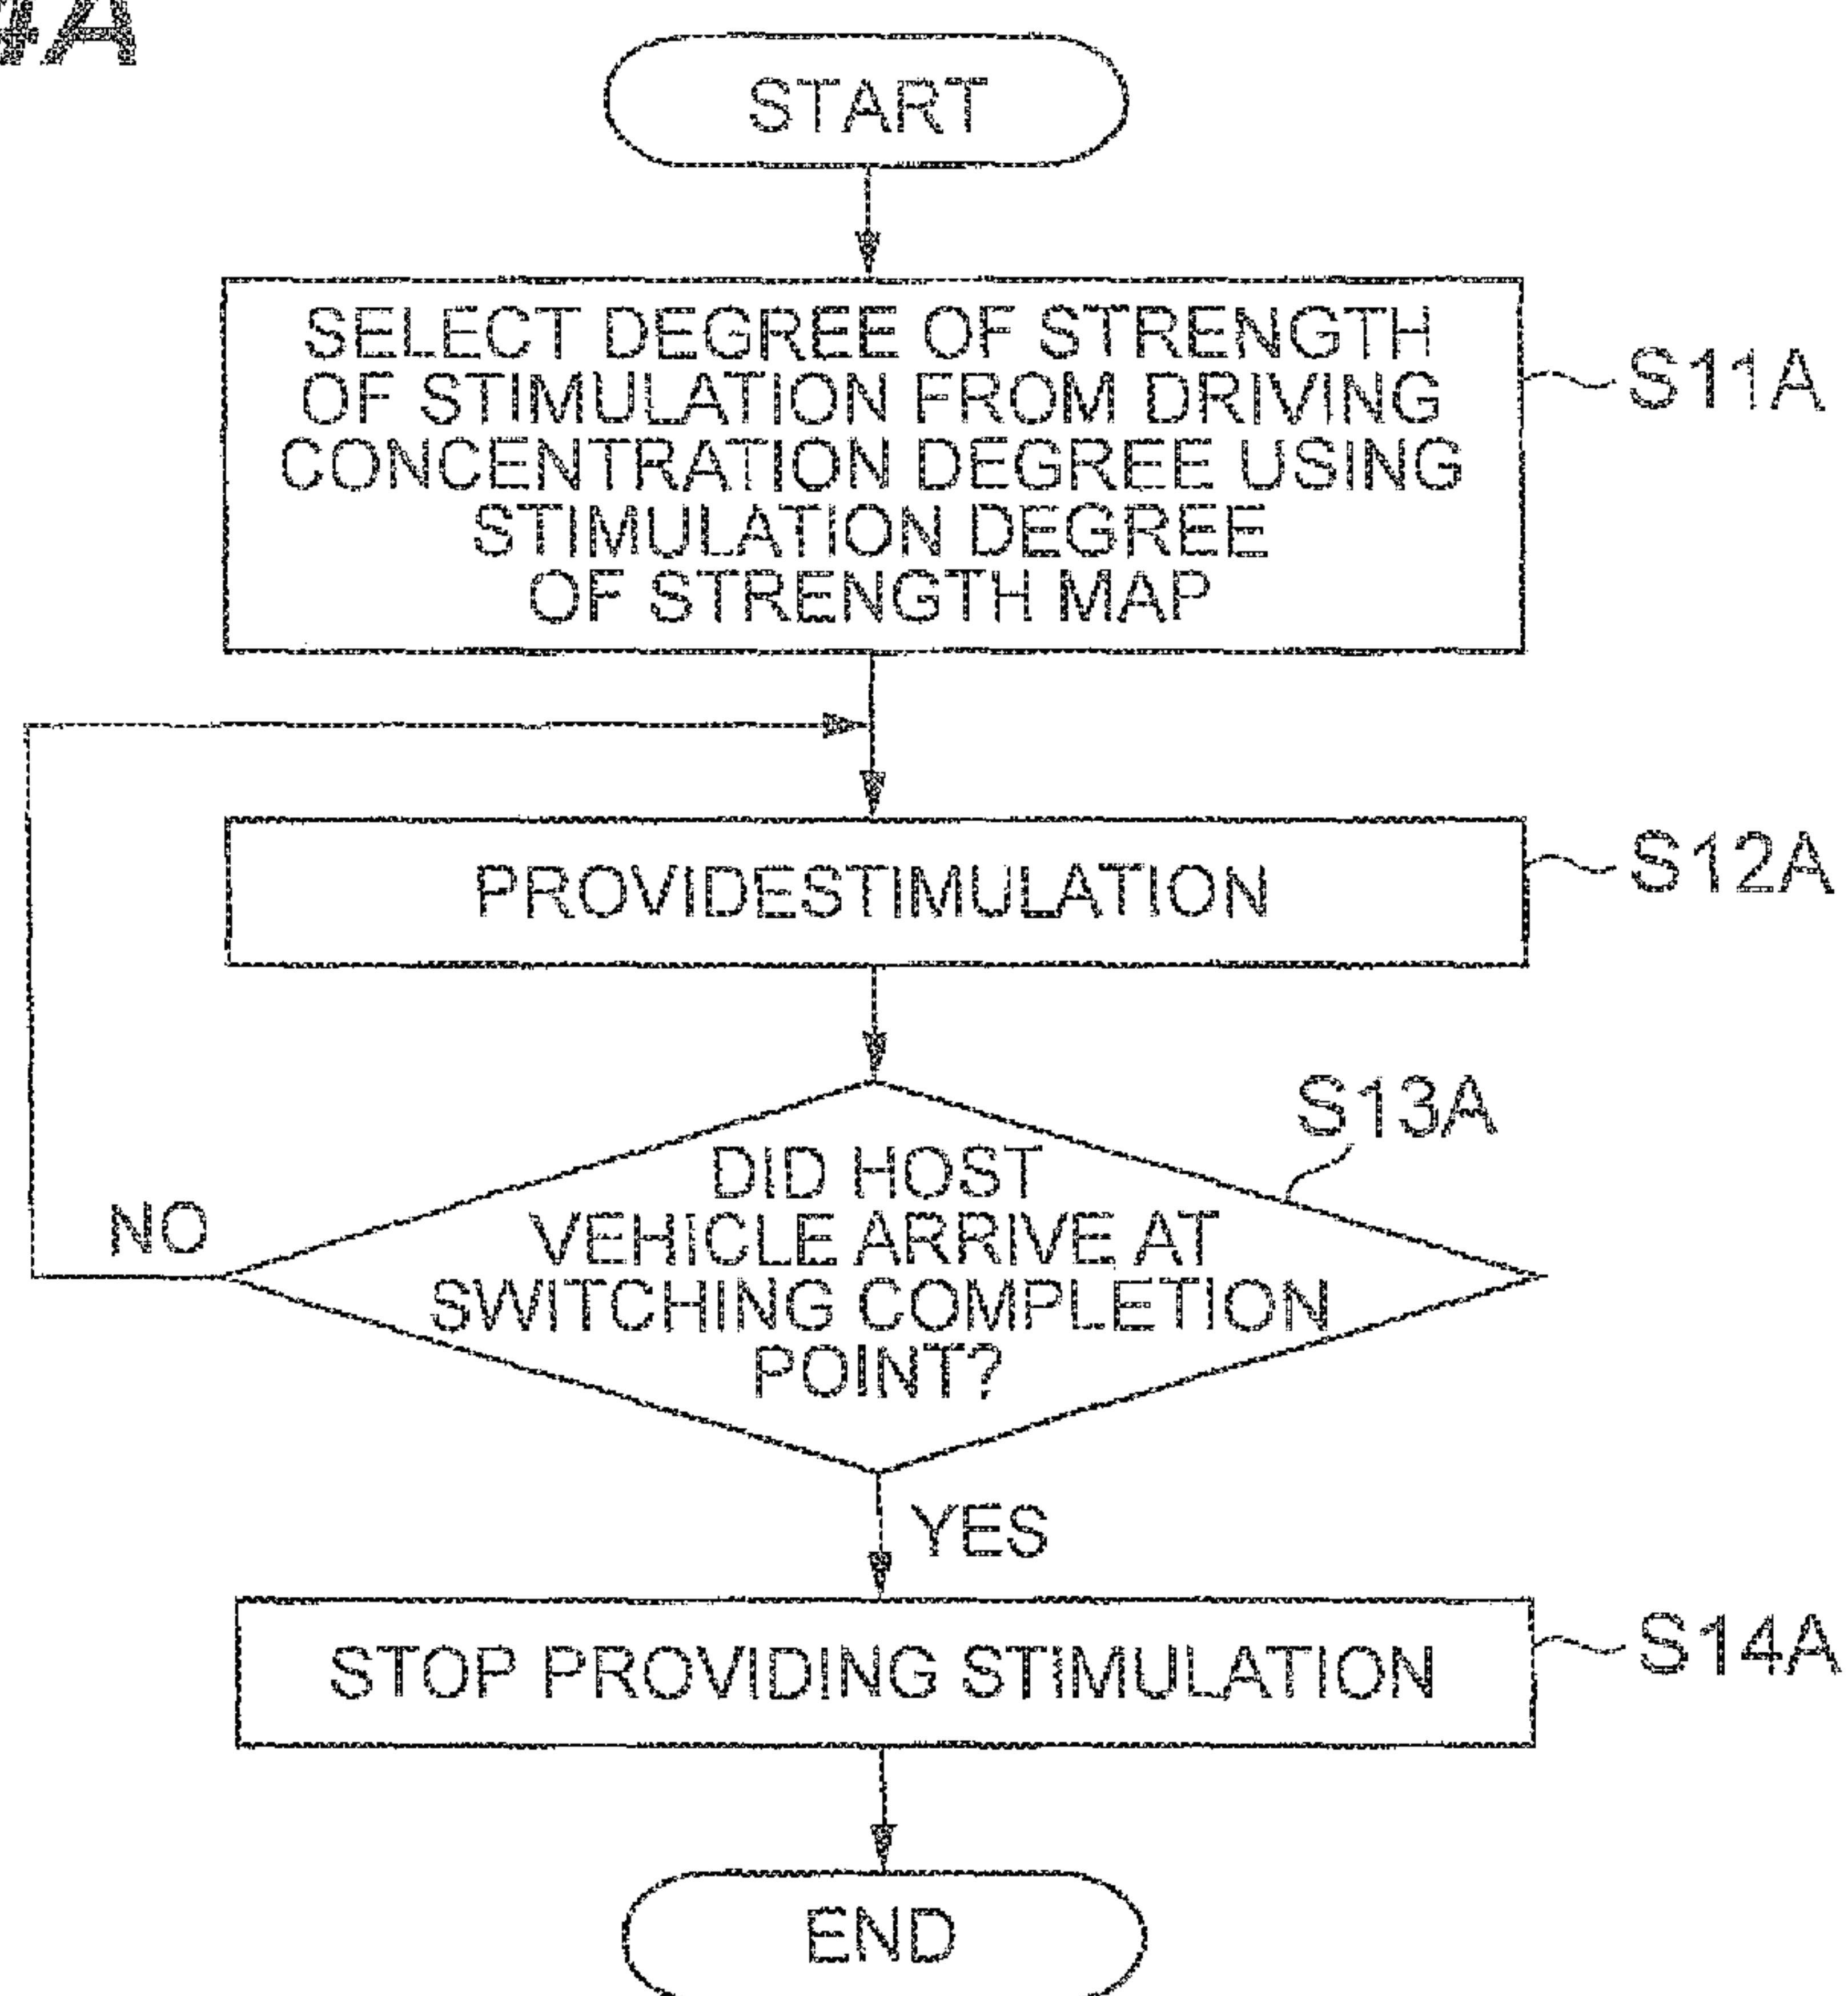 4A
START
SELECT DEGREE OF STRENGTH
OF STIMULATION FROM DRIVING
CONCENTRATION DEGREE USING
STIMULATION DEGREE
OF STRENGTH MAP
S11A
PROVIDESTIMULATION
S12A
S13A
DID HOST
VEHICLE ARRIVE AT
SWITCHING COMPLETION
POINT?
NO
YES
STOP PROVIDING STIMULATION
S14A
END